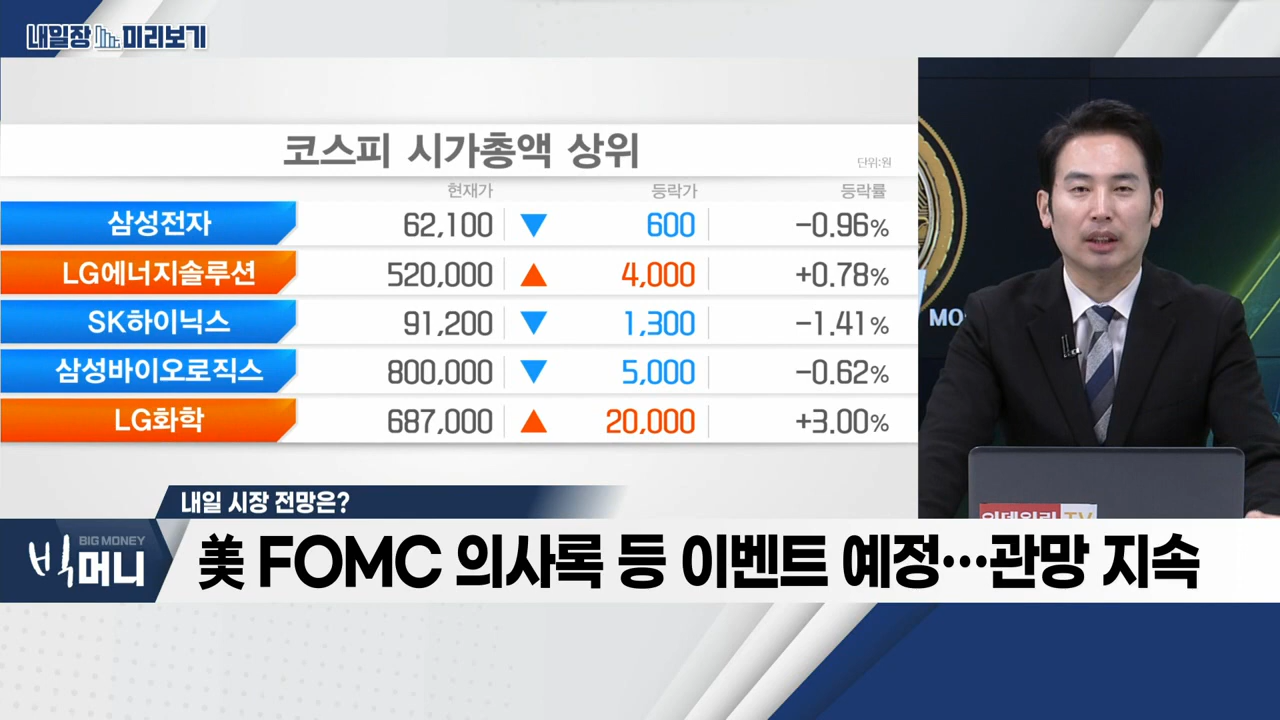 내일장 미리보기
코스피 시가총액 상위
단위:원
현재가 등락가 등락률
삼성전자 62,100 ▼ 600 -0.96%
LG에너지솔루션 520,000 ▲ 4,000 +0.78%
SK하이닉스 91,200 ▼ 1,300 -1.41%
삼성바이오로직스 800,000 ▼ 5,000 -0.62%
LG화학 687,000 ▲ 20,000 +3.00%
내일 시장 전망은?
BIG MONEY
빅머니
美 FOMC 의사록 등 이벤트 예정…관망 지속